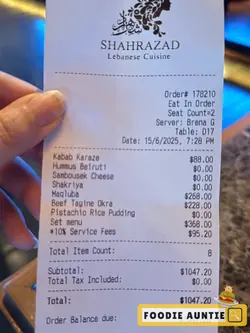 SHAHRAZAD
Lebanese Cuisine
Order# 178210
Eat In Order
Seat Count=2
Server: Brena G
Table: D17
Date: 15/6/2025, 7:28 PM
Kabab Karaze $88.00
Hummus Beiruti $0.00
Sambousek Cheese $0.00
Shakriya $0.00
Maqluba $268.00
Beef Tagine Okra $228.00
Pistachio Rice Pudding $0.00
Set menu $368.00
*10% Service Fees $95.20
Total Item Count: 8
Subtotal: $1047.20
Total Tax Included: $0.00
Total: $1047.20
Order Balance due:
FOODIE AUNTIE